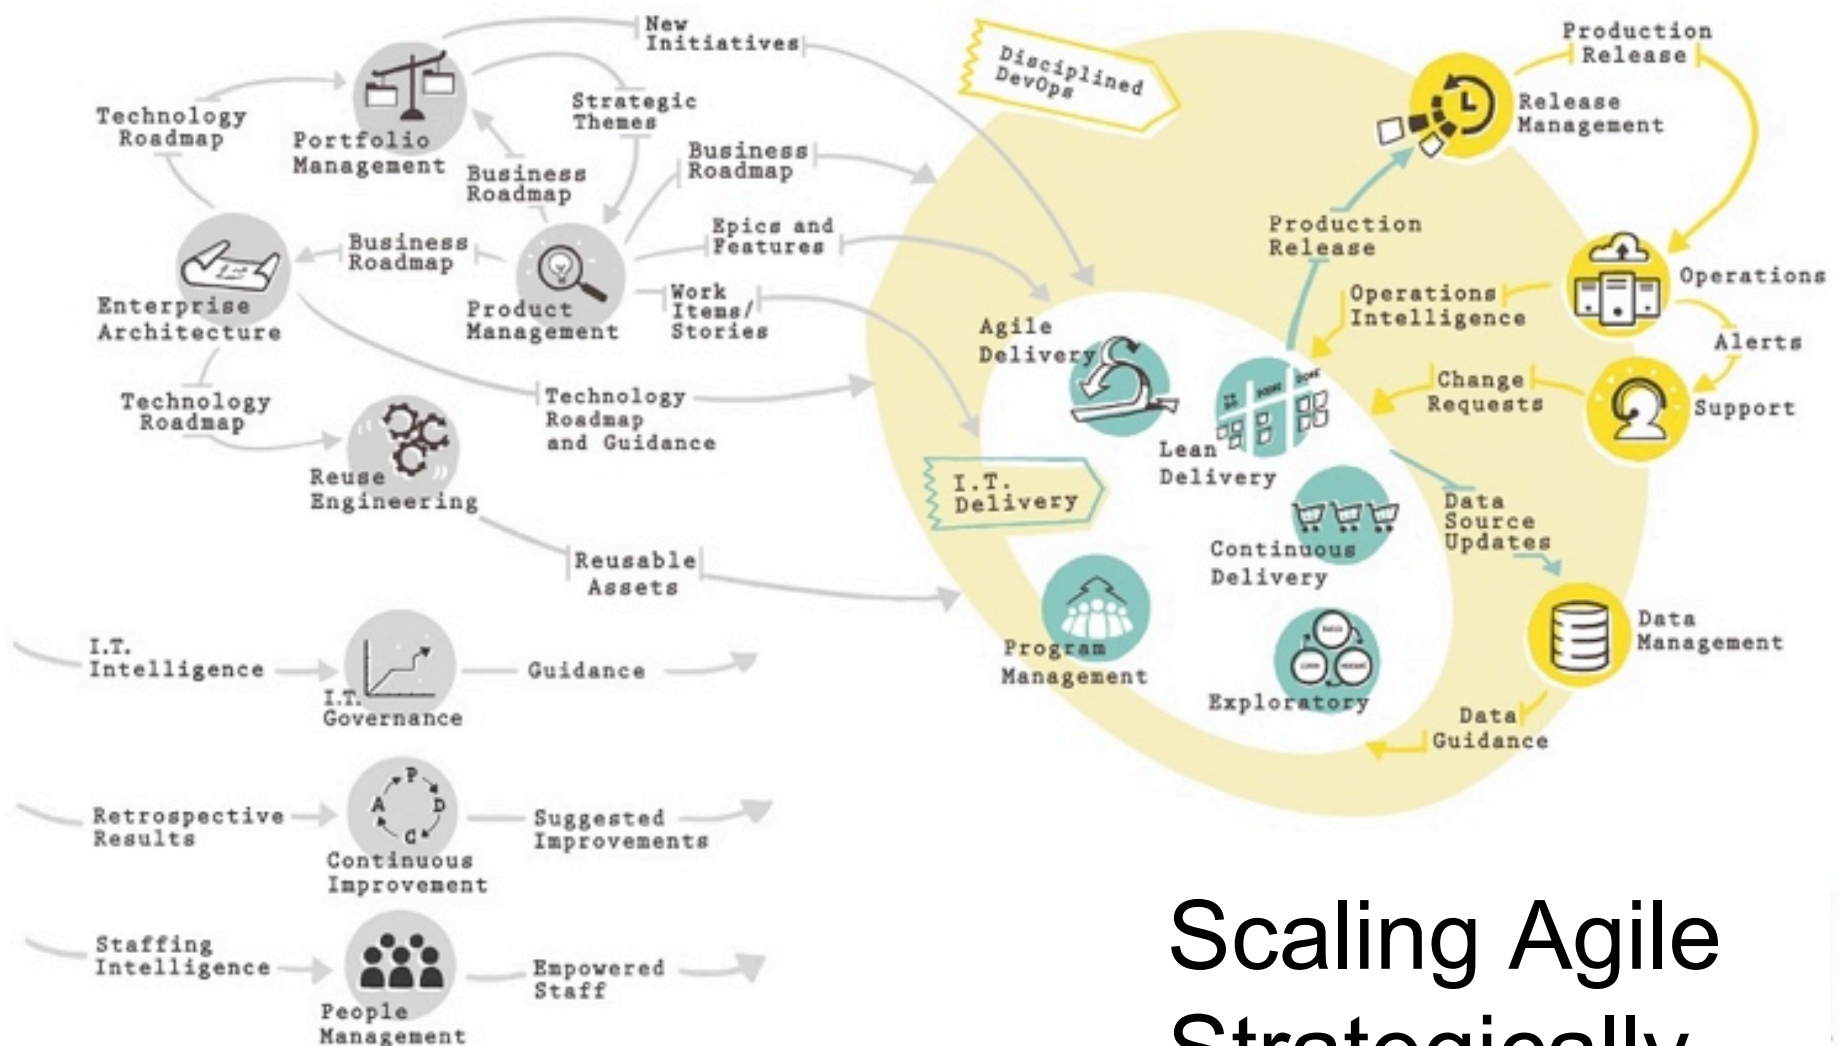 New
Initiatives
Technology
Roadmap
Portfolio
Management
Strategic
Themes
Business
Roadmap
Business
Roadmap
Epics and
Features
Business
Roadmap
Enterprise
Architecture
Product
Management
Work
Items/
Stories
Technology
Roadmap
Technology
Roadmap
and Guidance
Reuse
Engineering
Reusable
Assets
I.T.
Intelligence
I.T.
Governance
Guidance
Retrospective
Results
P
A D
C
Continuous
Improvement
Suggested
Improvements
Staffing
Intelligence
People
Management
Empowered
Staff
Disciplined
DevOps
Production
Release
Release
Management
Production
Release
Operations
Operations
Intelligence
Alerts
Change
Requests
Support
Agile
Delivery
Lean
Delivery
I.T.
Delivery
Continuous
Delivery
Data
Source
Updates
Program
Management
Exploratory
Data
Management
Data
Guidance
Scaling Agile
Strategically